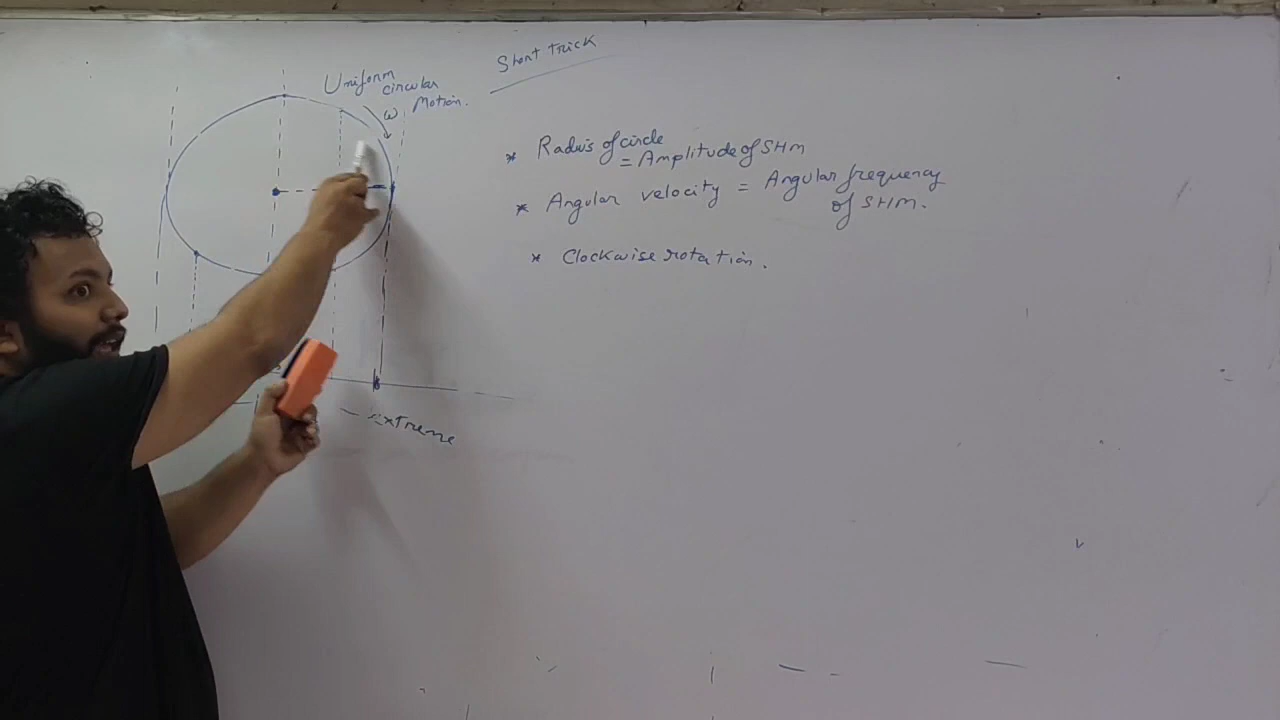 Short trick
Uniform
circular
ω Motion.
* Radius of circle
= Amplitude of SHM
* Angular velocity = Angular frequency
of SHM.
* Clockwise rotation.
Extreme